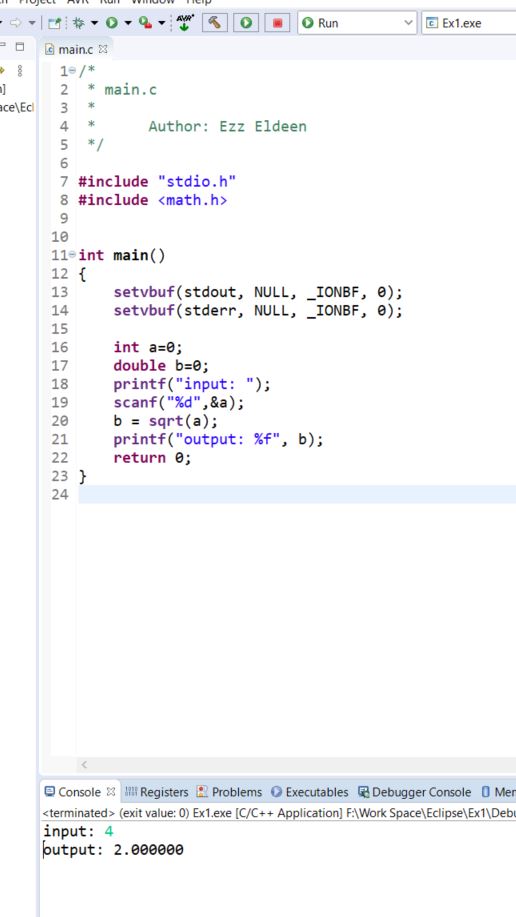 Project AVR Run Window Help
Run
Ex1.exe
main.c
1 /*
2 * main.c
3 *
4 * Author: Ezz Eldeen
5 */
6
7 #include "stdio.h"
8 #include <math.h>
9
10
11 int main()
12 {
13 setvbuf(stdout, NULL, _IONBF, 0);
14 setvbuf(stderr, NULL, _IONBF, 0);
15
16 int a=0;
17 double b=0;
18 printf("input: ");
19 scanf("%d",&a);
20 b = sqrt(a);
21 printf("output: %f", b);
22 return 0;
23 }
24
Console Registers Problems Executables Debugger Console Mem
<terminated> (exit value: 0) Ex1.exe [C/C++ Application] F:\Work Space\Eclipse\Ex1\Debu
input: 4
output: 2.000000